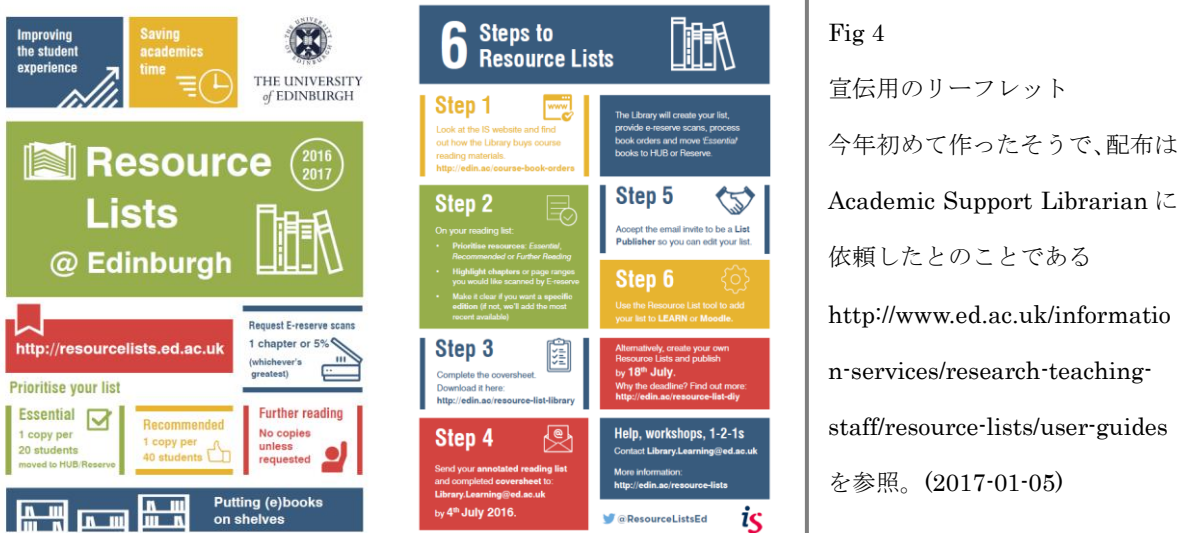 Improving
the student
experience
Saving
academics
time
THE UNIVERSITY
of EDINBURGH
Resource
Lists
@ Edinburgh
2016
2017
http://resourcelists.ed.ac.uk
Request E-reserve scans
1 chapter or 5%
(whichever's
greatest)
Prioritise your list
Essential
1 copy per
20 students
moved to HUB/Reserve
Recommended
1 copy per
40 students
Further reading
No copies
unless
requested
Putting (e)books
on shelves
6 Steps to
Resource Lists
Step 1
www
Look at the IS website and find
out how the Library buys course
reading materials.
http://edin.ac/course-book-orders
Step 2
On your reading list:
• Prioritise resources: Essential,
Recommended or Further Reading
• Highlight chapters or page ranges
you would like scanned by E-reserve
• Make it clear if you want a specific
edition (if not, we'll add the most
recent available)
Step 3
Complete the coversheet.
Download it here:
http://edin.ac/resource-list-library
Step 4
@
Send your annotated reading list
and completed coversheet to:
Library.Learning@ed.ac.uk
by 4th July 2016.
The Library will create your list,
provide e-reserve scans, process
book orders and move 'Essential'
books to HUB or Reserve.
Step 5
Accept the email invite to be a List
Publisher so you can edit your list.
Step 6
Use the Resource List tool to add
your list to LEARN or Moodle.
Alternatively, create your own
Resource Lists and publish
by 18th July.
Why the deadline? Find out more:
http://edin.ac/resource-list-diy
Help, workshops, 1-2-1s
Contact Library.Learning@ed.ac.uk
More information:
http://edin.ac/resource-lists
@ResourceListsEd
is
Fig 4
宣伝用のリーフレット
今年初めて作ったそうで、配布は
Academic Support Librarian に
依頼したとのことである
http://www.ed.ac.uk/informatio
n-services/research-teaching-
staff/resource-lists/user-guides
を参照。(2017-01-05)